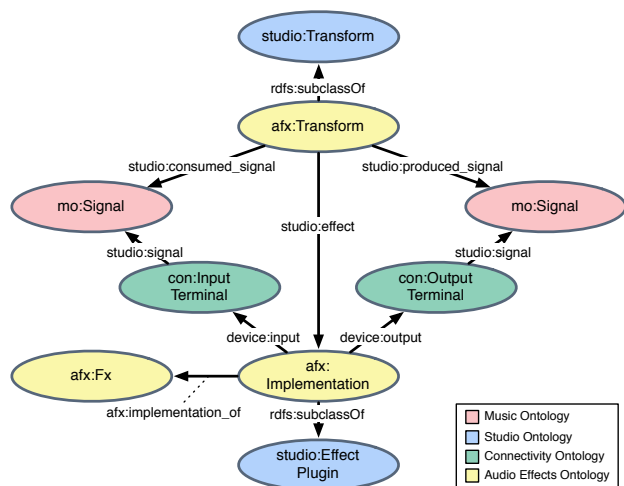 studio:Transform
rdfs:subclassOf
afx:Transform
studio:consumed_signal
studio:produced_signal
mo:Signal
mo:Signal
studio:effect
studio:signal
studio:signal
con:Input
Terminal
con:Output
Terminal
device:input
device:output
afx:Fx
afx:
Implementation
afx:implementation_of
rdfs:subclassOf
studio:Effect
Plugin
Music Ontology
Studio Ontology
Connectivity Ontology
Audio Effects Ontology